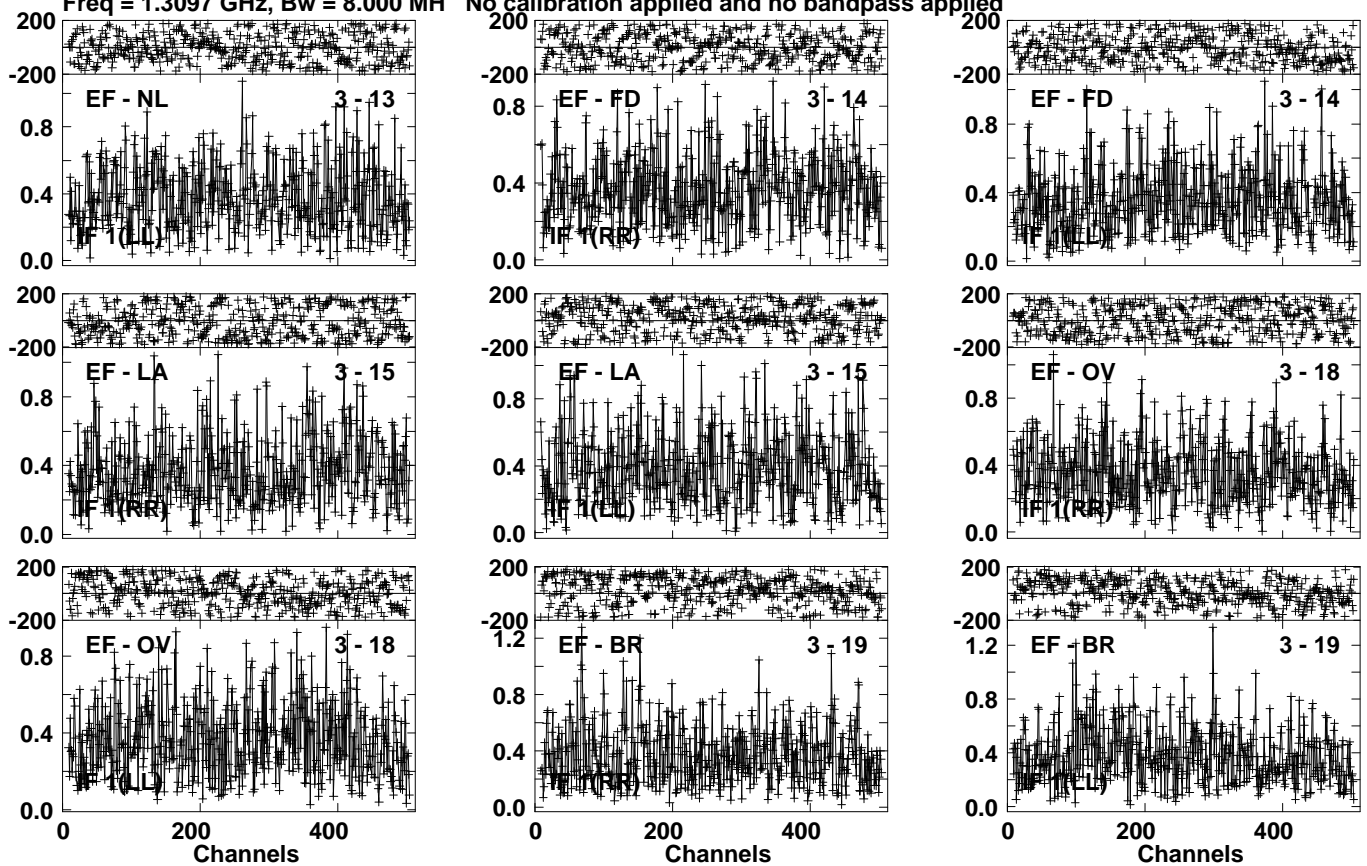 Freq = 1.3097 GHz, Bw = 8.000 MH No calibration applied and no bandpass applied
200
-200
EF - NL 3 - 13
0.8
0.4
IF 1(LL)
0.0
EF - FD 3 - 14
0.8
0.4
IF 1(RR)
0.0
EF - FD 3 - 14
0.8
0.4
IF 1(LL)
0.0
200
-200
EF - LA 3 - 15
0.8
0.4
IF 1(RR)
0.0
200
-200
EF - LA 3 - 15
0.8
0.4
IF 1(LL)
0.0
200
-200
EF - OV 3 - 18
0.8
0.4
IF 1(RR)
0.0
200
-200
EF - OV 3 - 18
0.8
0.4
IF 1(LL)
0.0
0 200 400
Channels
200
-200
EF - BR 3 - 19
1.2
0.8
0.4
IF 1(RR)
0.0
0 200 400
Channels
200
-200
EF - BR 3 - 19
1.2
0.8
0.4
IF 1(LL)
0.0
0 200 400
Channels